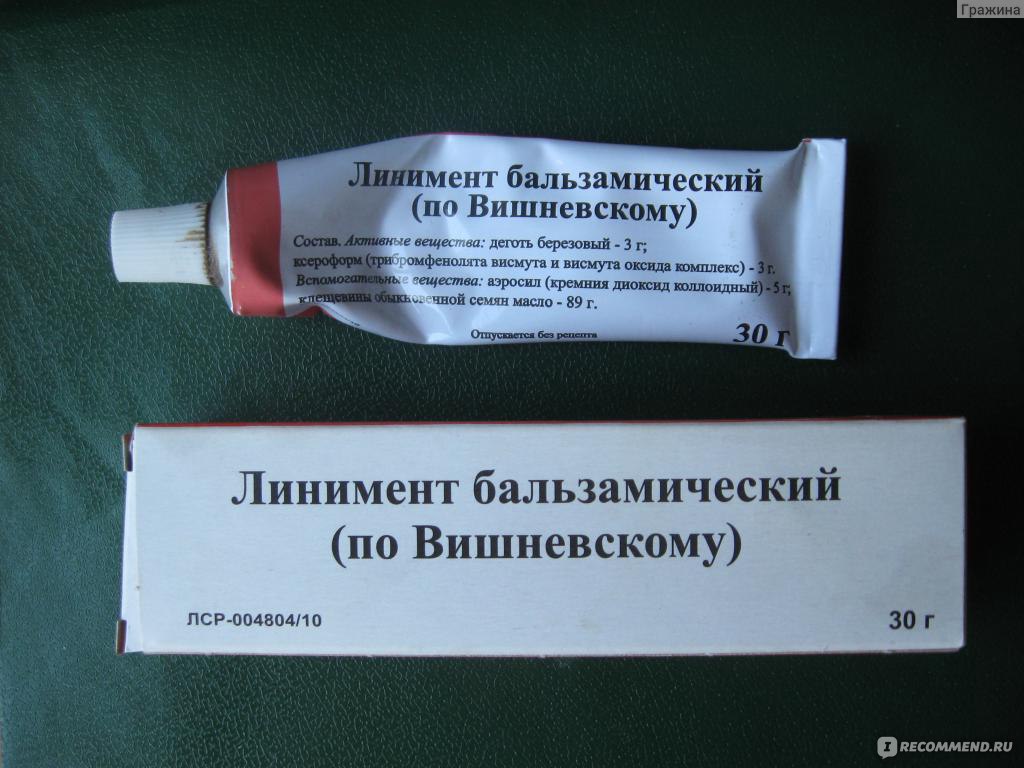 Гражина
Линимент бальзамический
(по Вишневскому)
Состав. Активные вещества: деготь березовый - 3 г;
ксероформ (трибромфенолята висмута и висмута оксида комплекс) - 3 г.
Вспомогательные вещества: аэросил (кремния диоксид коллоидный) - 5 г;
клещевины обыкновенной семян масло - 89 г.
Отпускается без рецепта
30 г
Линимент бальзамический
(по Вишневскому)
ЛСР-004804/10
30 г
I RECOMMEND.RU